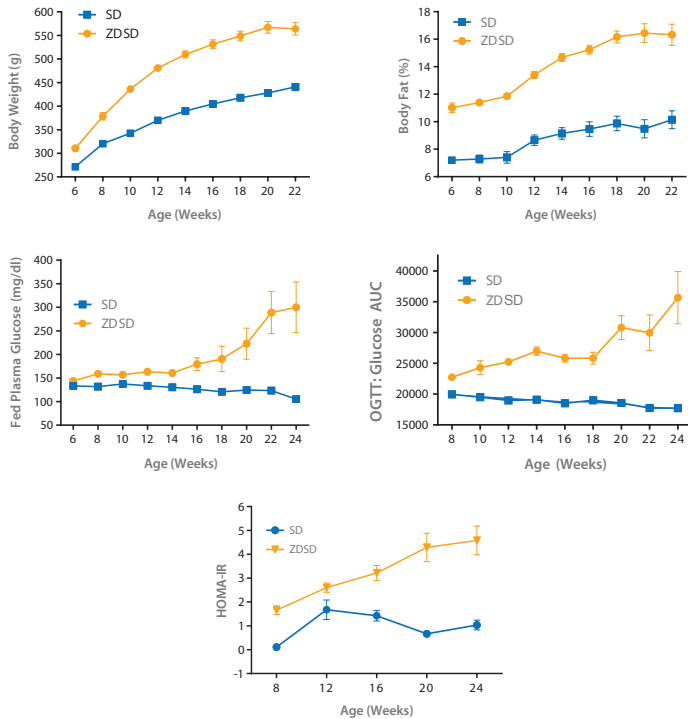 SD
ZDSD
Body Weight (g)
600
550
500
450
400
350
300
250
6 8 10 12 14 16 18 20 22
Age (Weeks)
SD
ZDSD
Body Fat (%)
18
16
14
12
10
8
6
6 8 10 12 14 16 18 20 22
Age (Weeks)
SD
ZDSD
Fed Plasma Glucose (mg/dl)
400
350
300
250
200
150
100
50
6 8 10 12 14 16 18 20 22 24
Age (Weeks)
SD
ZDSD
OGTT: Glucose AUC
40000
35000
30000
25000
20000
15000
8 10 12 14 16 18 20 22 24
Age (Weeks)
SD
ZDSD
HOMA-IR
6
5
4
3
2
1
0
-1
8 12 16 20 24
Age (Weeks)